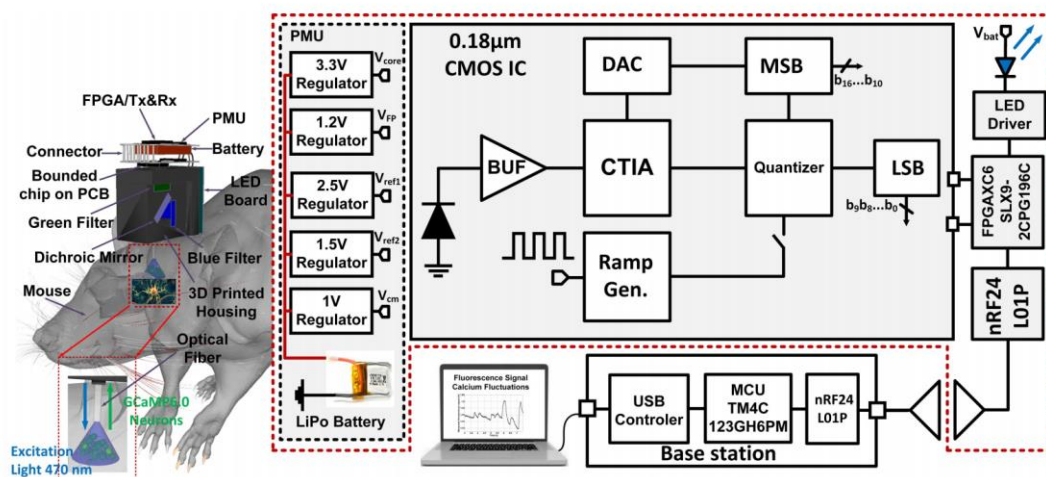 FPGA/Tx&Rx
PMU
Connector
Battery
Bounded
chip on PCB
LED
Board
Green Filter
Dichroic Mirror
Blue Filter
Mouse
3D Printed
Housing
Optical
Fiber
GCaMP6.0
Neurons
Excitation
Light 470 nm
PMU
3.3V
Regulator
Vcore
1.2V
Regulator
VFP
2.5V
Regulator
Vref1
1.5V
Regulator
Vref2
1V
Regulator
Vcm
LiPo Battery
0.18µm
CMOS IC
DAC
MSB
b16...b10
BUF
CTIA
Quantizer
LSB
b9b8...b0
Ramp
Gen.
Vbat
LED
Driver
FPGAXC6
SLX9-
2CPG196C
nRF24
L01P
Fluorescence Signal
Calcium Fluctuations
USB
Controler
MCU
TM4C
123GH6PM
nRF24
L01P
Base station